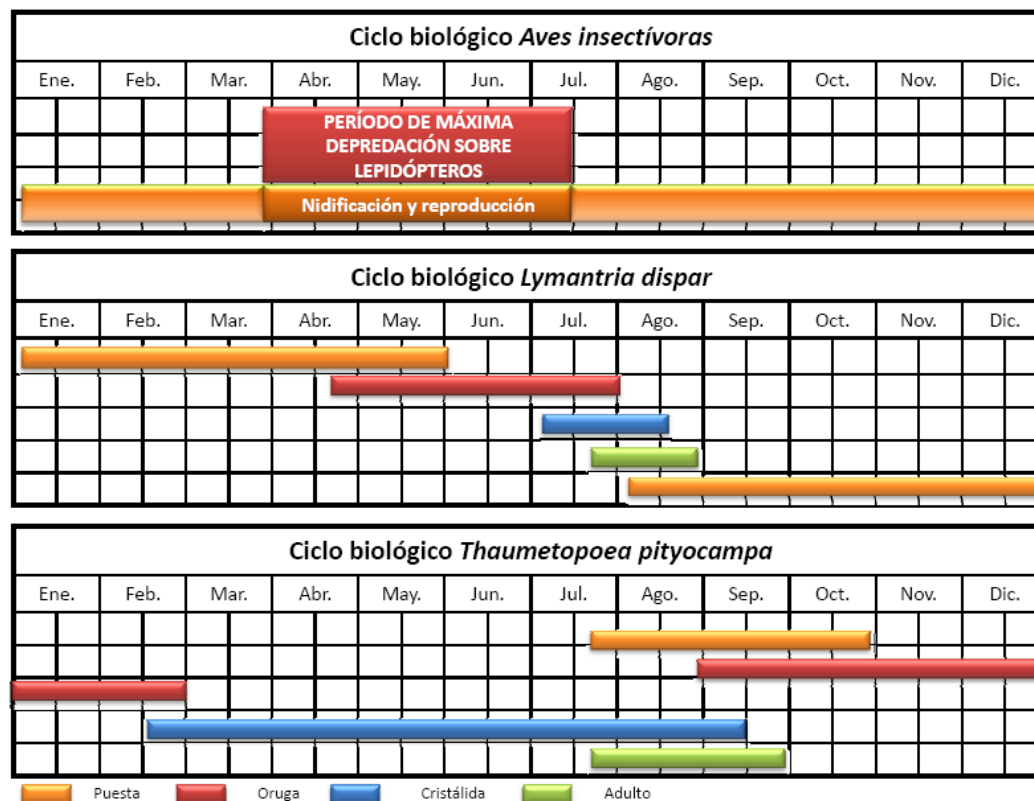 Ciclo biológico Aves insectívoras
Ene. Feb. Mar. Abr. May. Jun. Jul. Ago. Sep. Oct. Nov. Dic.
PERÍODO DE MÁXIMA
DEPREDACIÓN SOBRE
LEPIDÓPTEROS
Nidificación y reproducción
Ciclo biológico Lymantria dispar
Ene. Feb. Mar. Abr. May. Jun. Jul. Ago. Sep. Oct. Nov. Dic.
Ciclo biológico Thaumetopoea pityocampa
Ene. Feb. Mar. Abr. May. Jun. Jul. Ago. Sep. Oct. Nov. Dic.
Puesta Oruga Cristálida Adulto